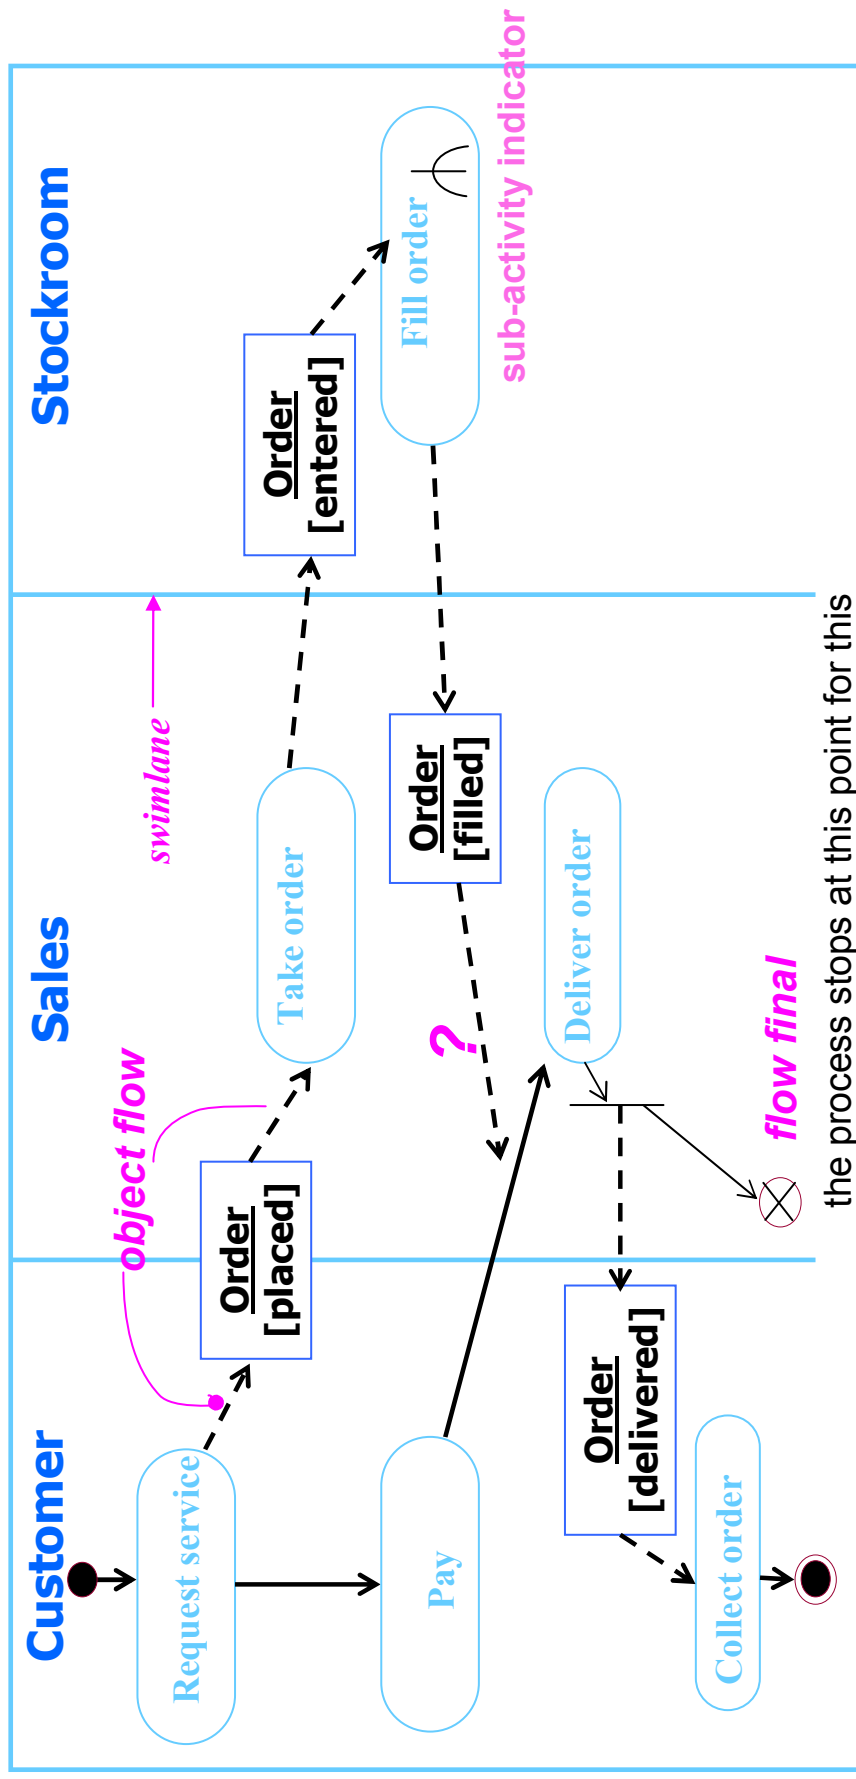 Customer
Sales
Stockroom
object flow
swimlane
Request service
Order
[placed]
Take order
Order
[entered]
Pay
?
Order
[filled]
Fill order
sub-activity indicator
Deliver order
Order
[delivered]
Collect order
flow final
the process stops at this point for this